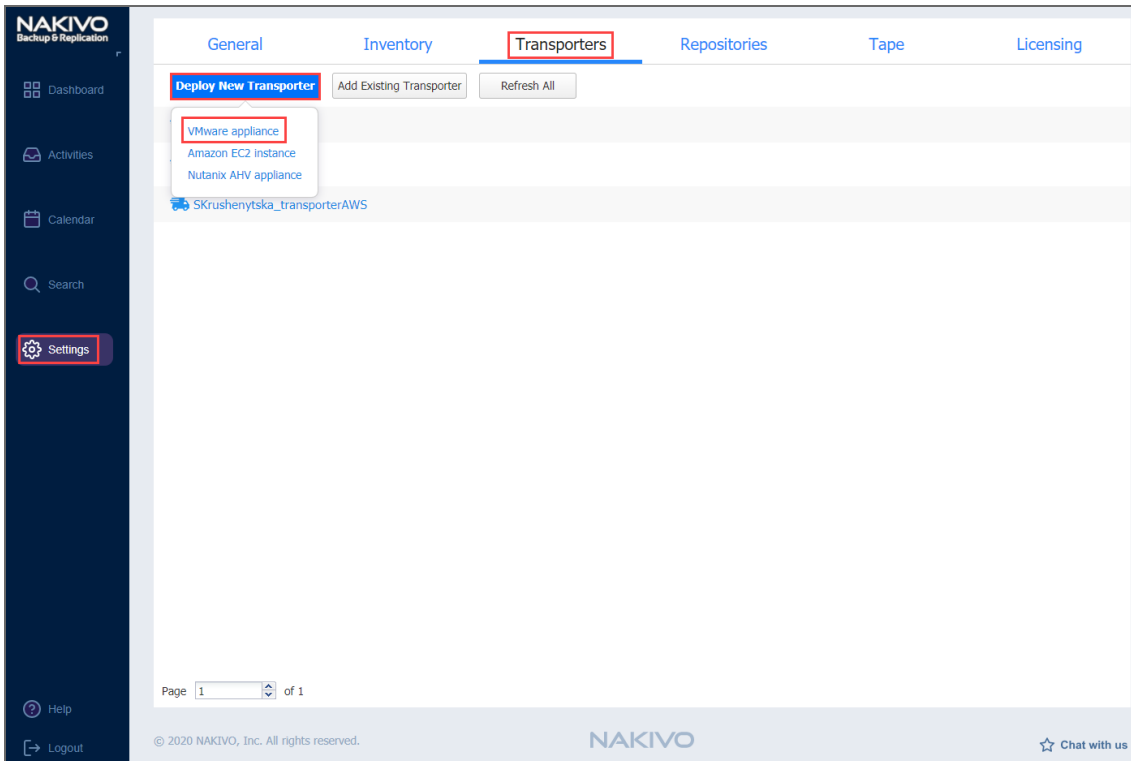 NAKIVO
Backup & Replication
General Inventory Transporters Repositories Tape Licensing
Deploy New Transporter Add Existing Transporter Refresh All
VMware appliance
Amazon EC2 instance
Nutanix AHV appliance
SKrushenytska_transporterAWS
Dashboard
Activities
Calendar
Search
Settings
Page 1 of 1
Help
Logout
© 2020 NAKIVO, Inc. All rights reserved.
NAKIVO
Chat with us